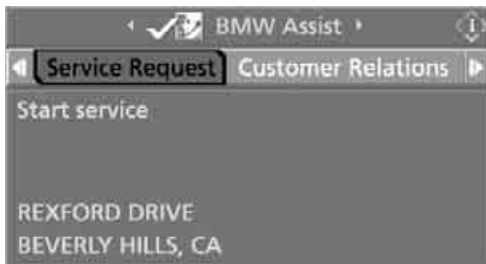 BMW Assist
Service Request Customer Relations
Start service
REXFORD DRIVE
BEVERLY HILLS, CA